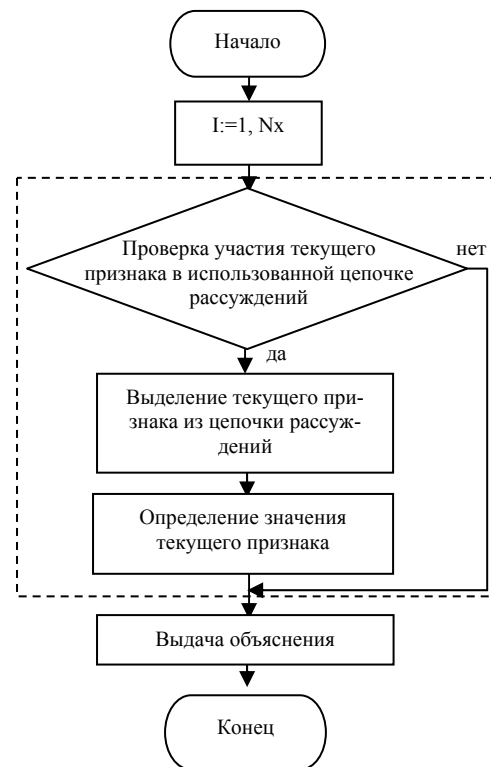 Начало
I:=1, Nx
Проверка участия текущего
признака в использованной цепочке
рассуждений
нет
да
Выделение текущего при-
знака из цепочки рассуж-
дений
Определение значения
текущего признака
Выдача объяснения
Конец